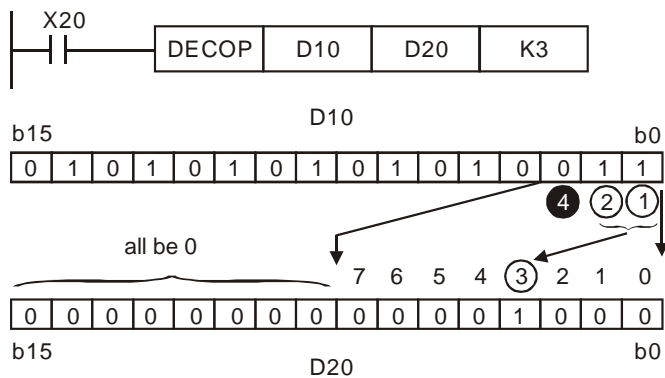 X20
DECOP D10 D20 K3
D10
b15 b0
0 1 0 1 0 1 0 1 0 1 0 1 0 0 1 1
4 2 1
all be 0
7 6 5 4 3 2 1 0
0 0 0 0 0 0 0 0 0 0 0 0 1 0 0 0
b15 b0
D20